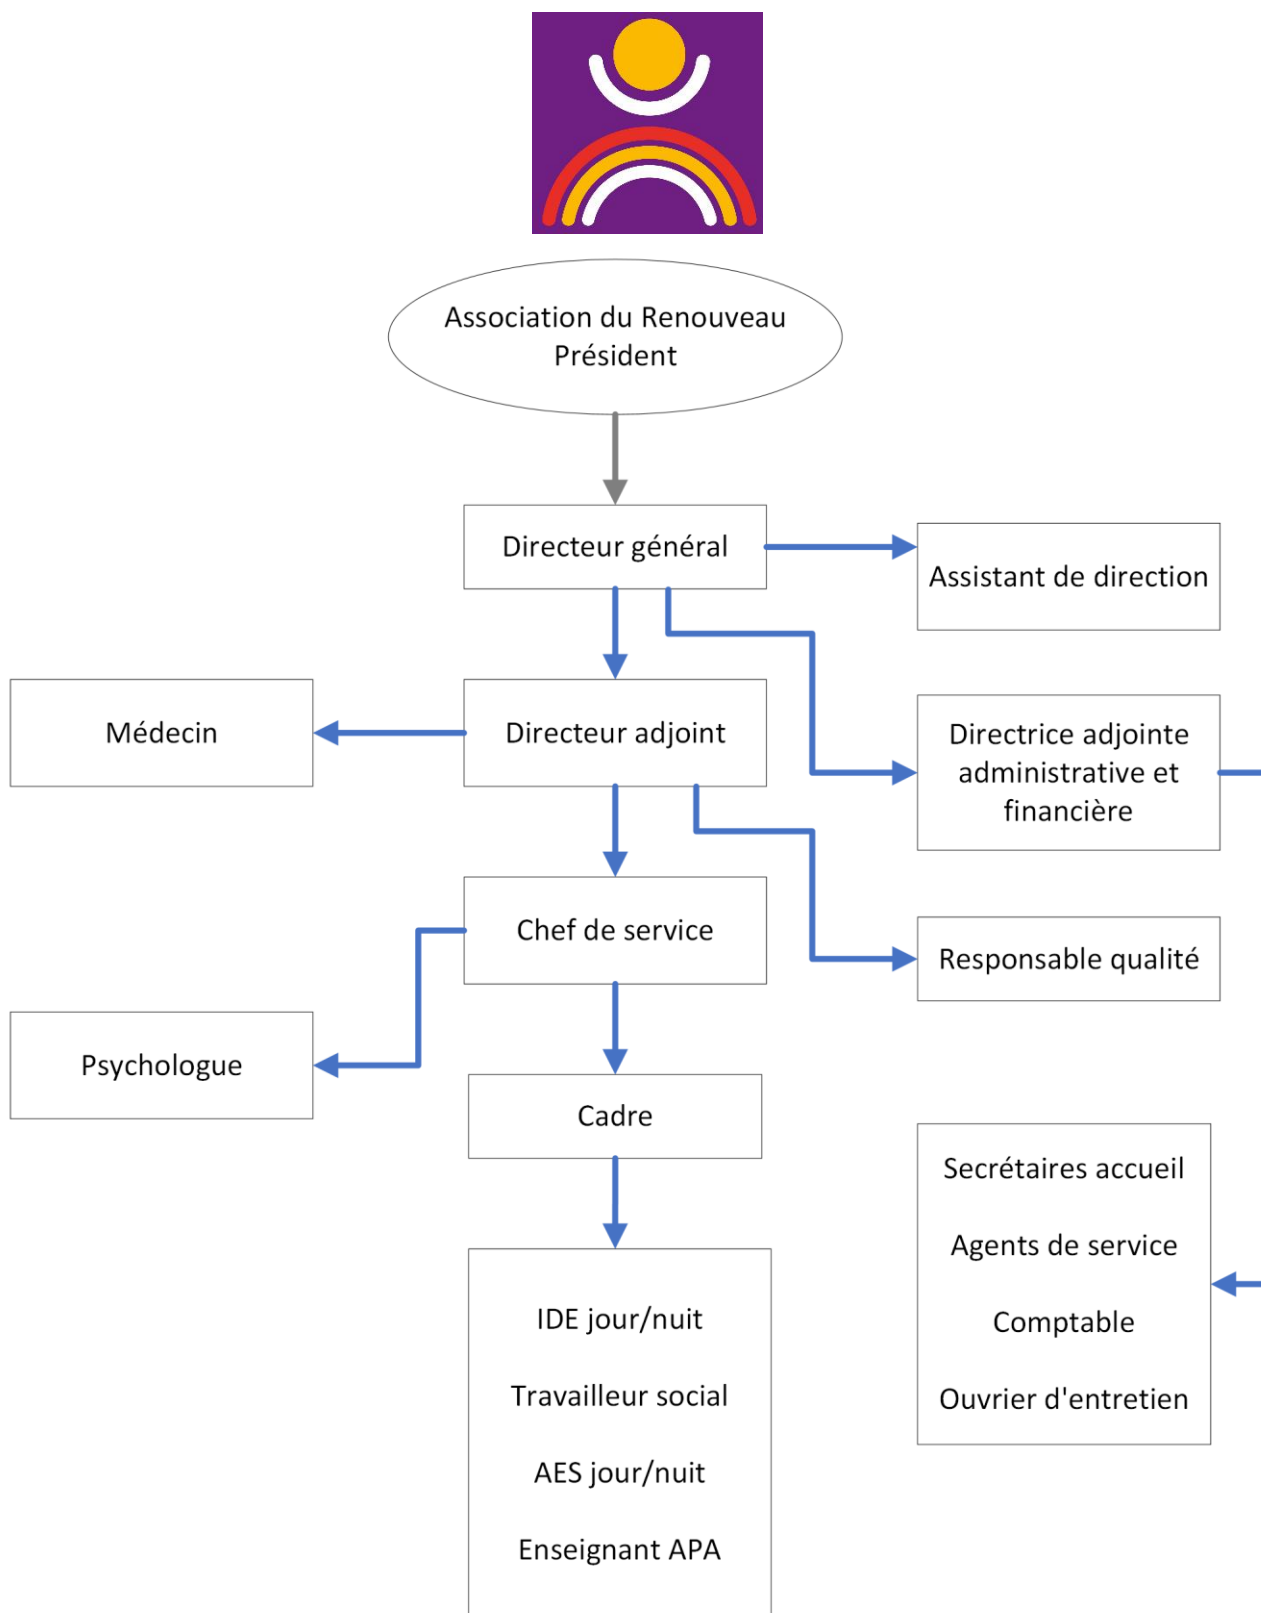 Association du Renouveau
Président
Directeur général
Assistant de direction
Médecin
Directeur adjoint
Directrice adjointe
administrative et
financière
Chef de service
Responsable qualité
Psychologue
Cadre
Secrétaires accueil
Agents de service
Comptable
Ouvrier d'entretien
IDE jour/nuit
Travailleur social
AES jour/nuit
Enseignant APA